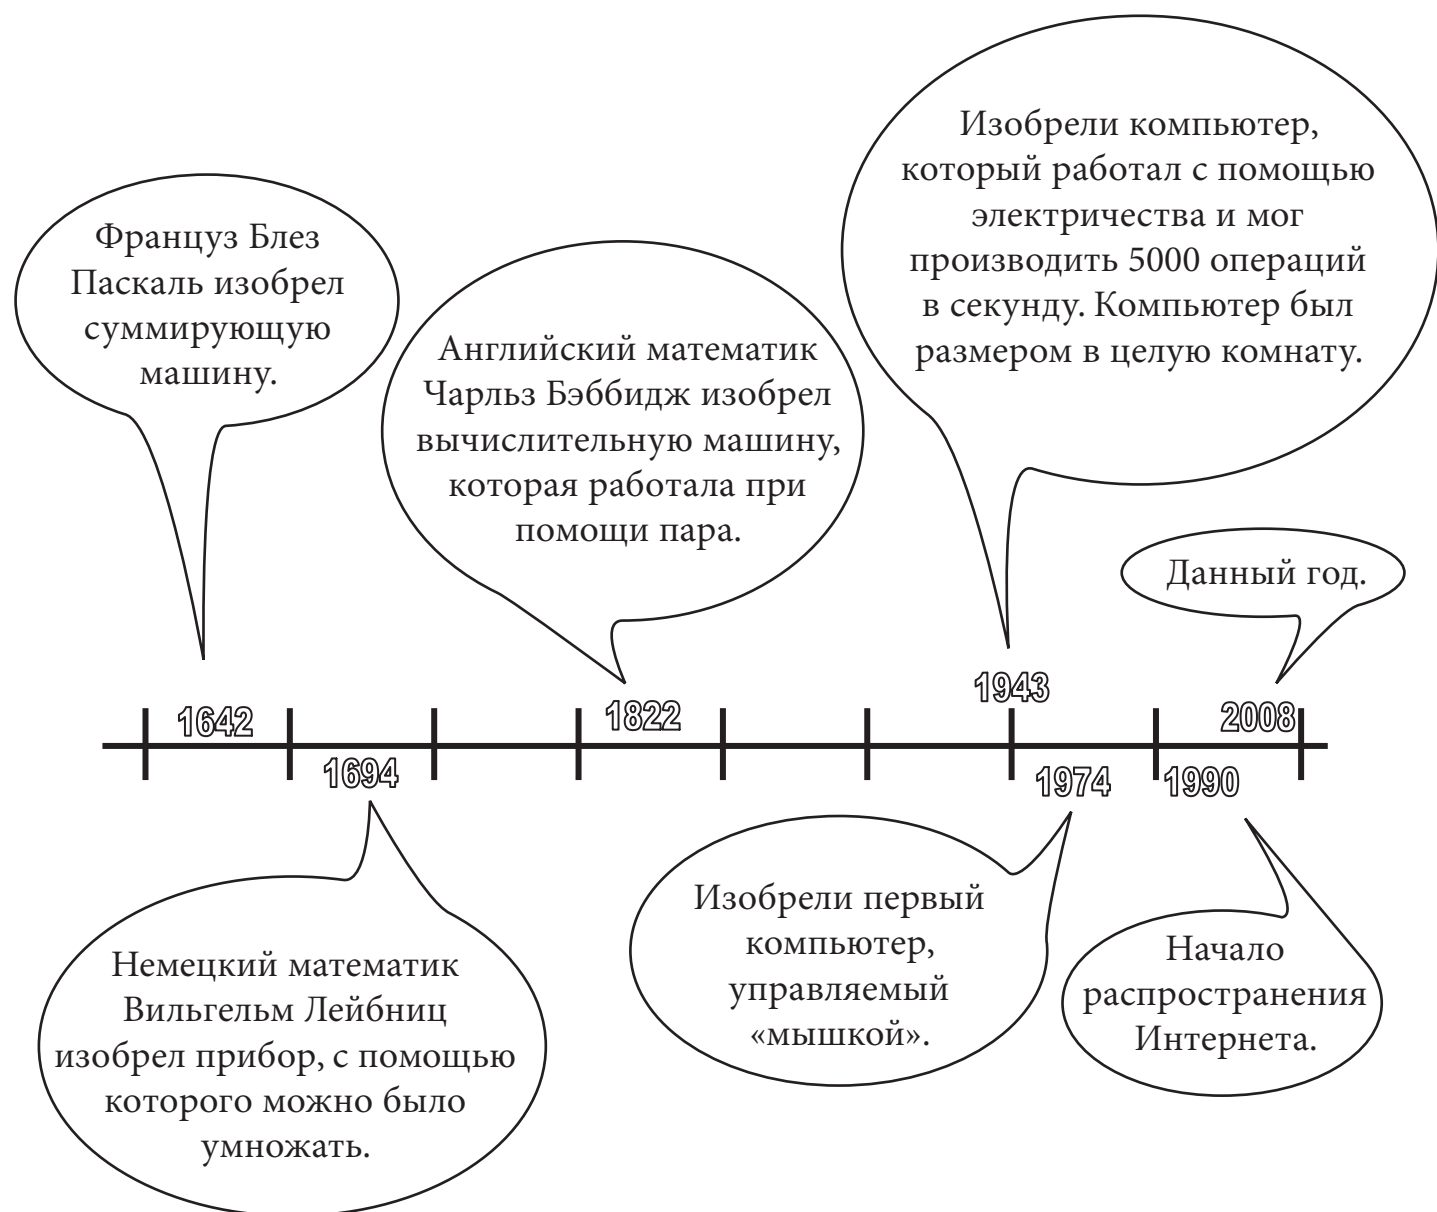 Француз Блез
Паскаль изобрел
суммирующую
машину.
Английский математик
Чарльз Бэббидж изобрел
вычислительную машину,
которая работала при
помощи пара.
Изобрели компьютер,
который работал с помощью
электричества и мог
производить 5000 операций
в секунду. Компьютер был
размером в целую комнату.
Данный год.
1642
1822
1943
2008
1694
1974
1990
Немецкий математик
Вильгельм Лейбниц
изобрел прибор, с помощью
которого можно было
умножать.
Изобрели первый
компьютер,
управляемый
«мышкой».
Начало
распространения
Интернета.